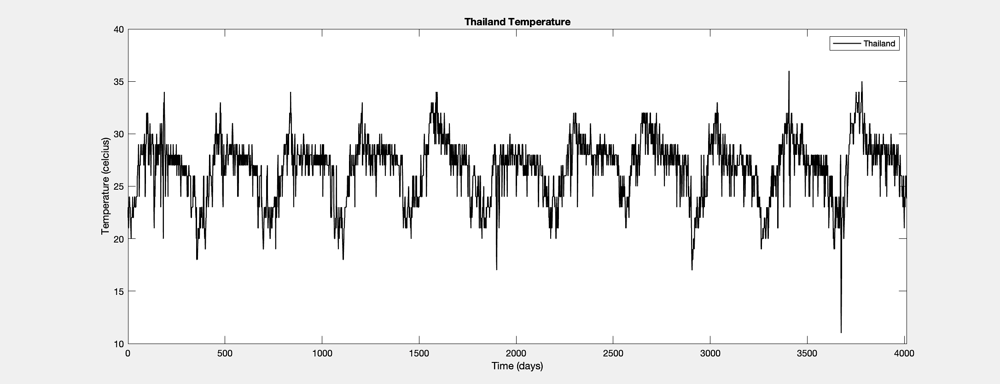 Thailand Temperature
Thailand
Temperature (celcius)
40
35
30
25
20
15
10
0 500 1000 1500 2000 2500 3000 3500 4000
Time (days)